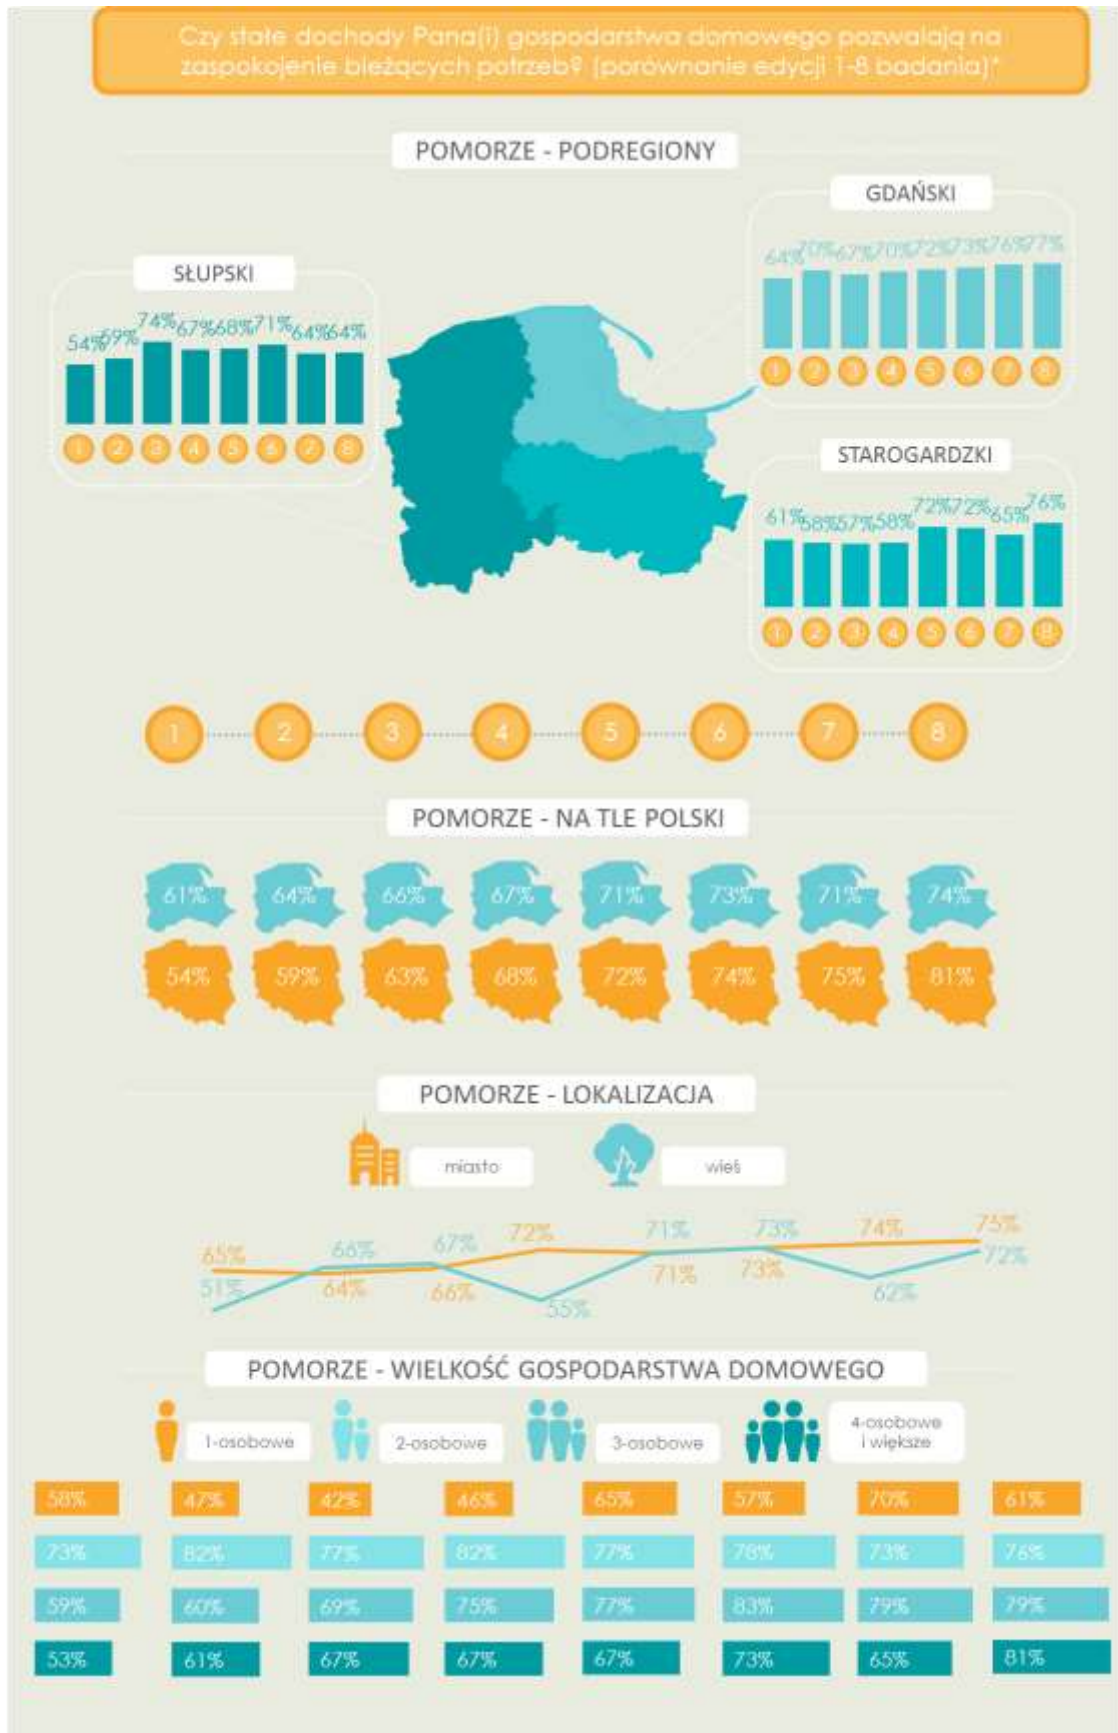 Czy stałe dochody Pana(i) gospodarstwa domowego pozwalają na
zaspokojenie bieżących potrzeb? (porównanie edycji 1-8 badania)*
POMORZE - PODREGIONY
GDAŃSKI
64% 70% 67% 70% 72% 73% 76% 77%
1 2 3 4 5 6 7 8
SŁUPSKI
54% 59% 74% 67% 68% 71% 64% 64%
1 2 3 4 5 6 7 8
STAROGARDZKI
61% 58% 57% 58% 72% 72% 65% 76%
1 2 3 4 5 6 7 8
1 2 3 4 5 6 7 8
POMORZE - NA TLE POLSKI
61% 64% 66% 67% 71% 73% 71% 74%
54% 59% 63% 68% 72% 74% 75% 81%
POMORZE - LOKALIZACJA
miasto wieś
65% 64% 66% 72% 71% 73% 74% 75%
51% 66% 67% 55% 71% 73% 62% 72%
POMORZE - WIELKOŚĆ GOSPODARSTWA DOMOWEGO
1-osobowe 2-osobowe 3-osobowe 4-osobowe
i większe
58% 47% 42% 46% 65% 57% 70% 61%
73% 82% 77% 82% 77% 78% 73% 76%
59% 60% 69% 75% 77% 83% 79% 79%
53% 61% 67% 67% 67% 73% 65% 81%